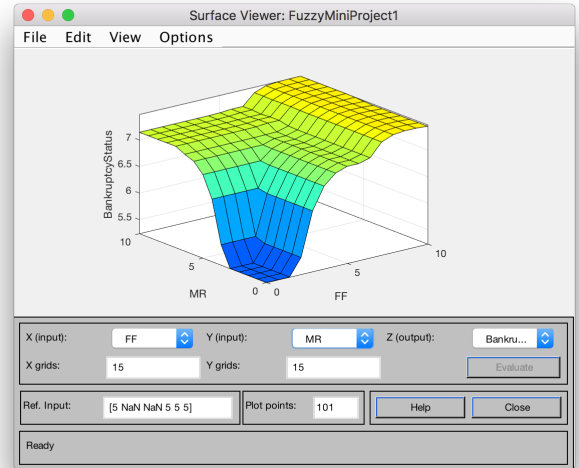 Surface Viewer: FuzzyMiniProject1
File Edit View Options
BankruptcyStatus
7
6.5
6
5.5
10
5
0
MR
0
5
10
FF
X (input): FF Y (input): MR Z (output): Bankru...
X grids: 15 Y grids: 15 Evaluate
Ref. Input: [5 NaN NaN 5 5 5] Plot points: 101 Help Close
Ready